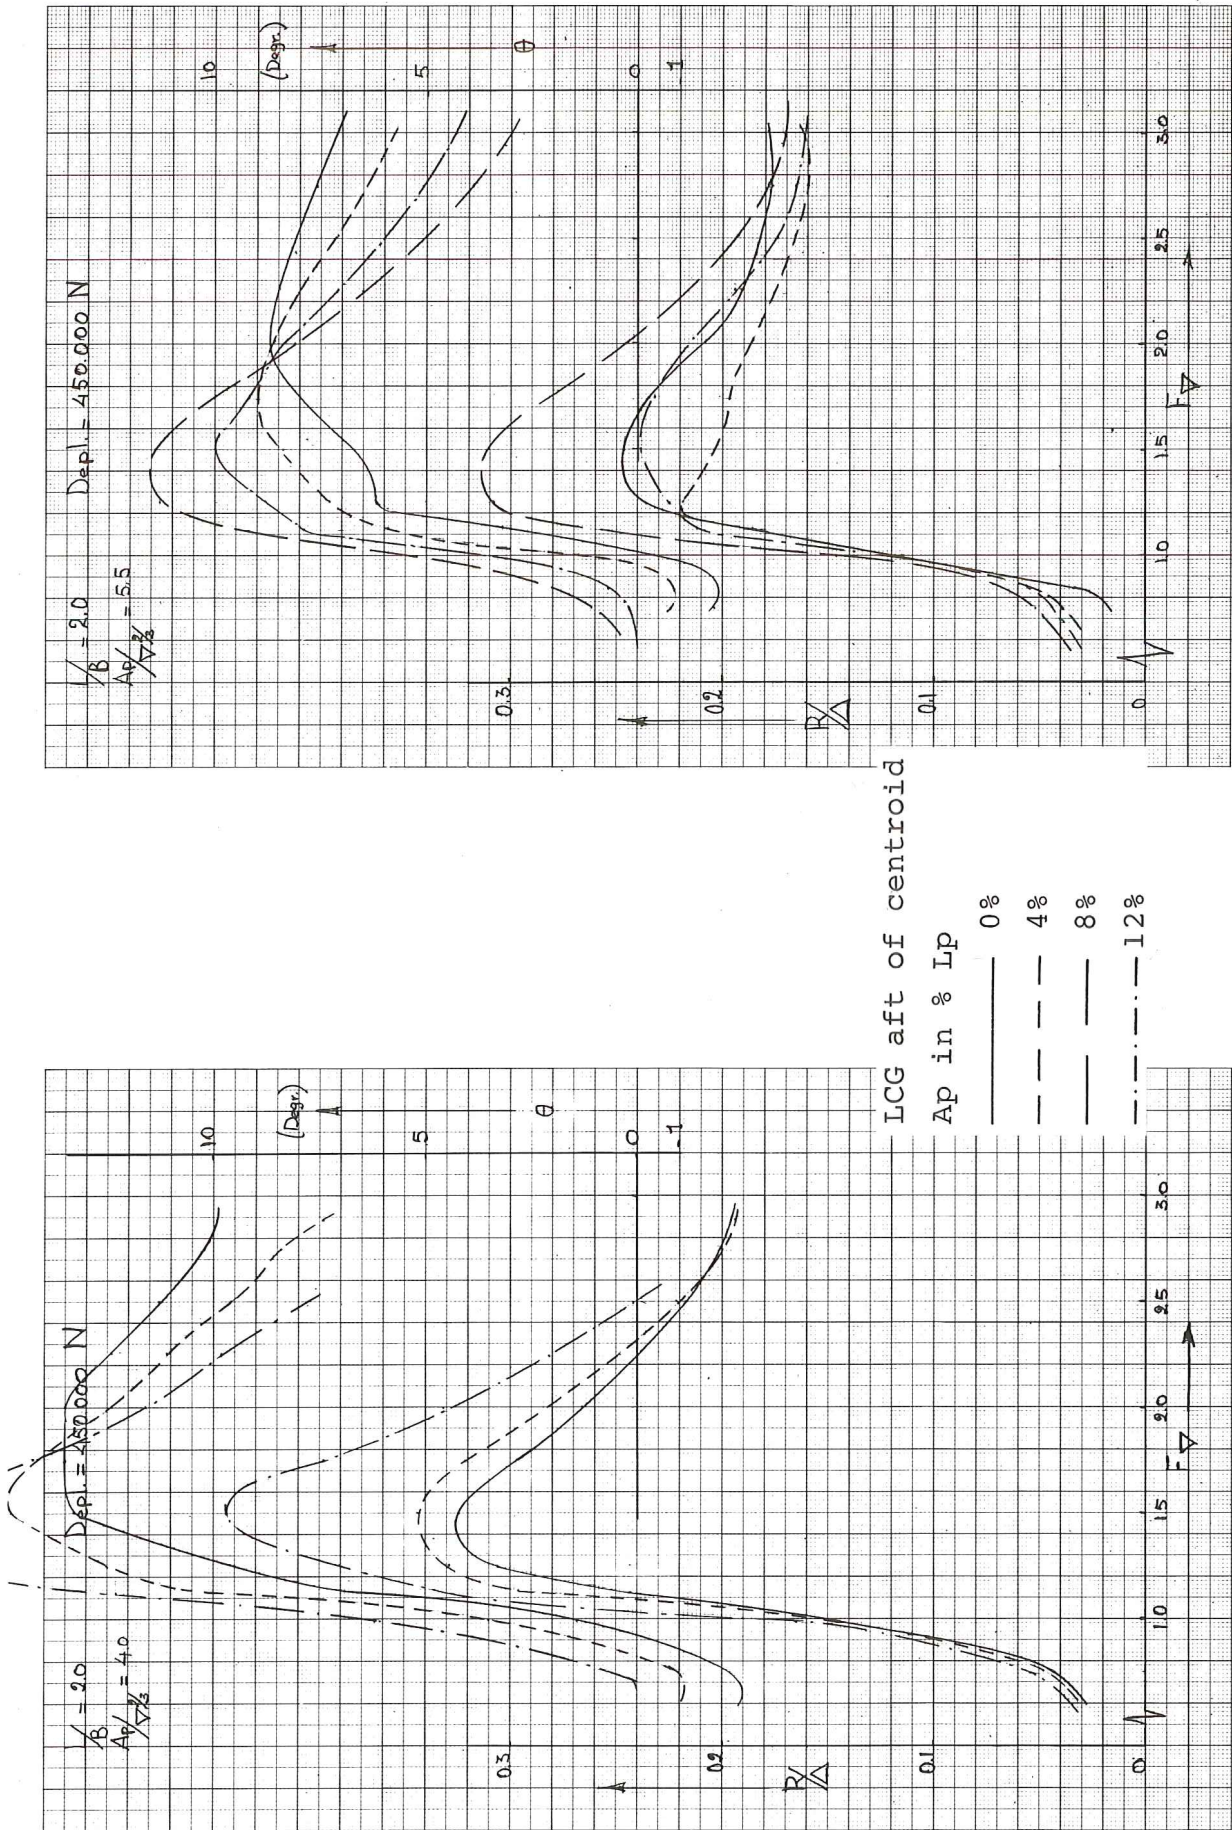 L/B = 2.0
Ap/∇⅔ = 4.0
Depl. = 450.000 N
10
(Degr.)
5
θ
0
-1
0.3
0.2
R/Δ
0.1
0
1.0
1.5
2.0
2.5
3.0
F∇
L/B = 2.0
Ap/∇⅔ = 5.5
Depl. = 450.000 N
10
(Degr.)
5
θ
0
-1
0.3
0.2
R/Δ
0.1
0
1.0
1.5
2.0
2.5
3.0
F∇
LCG aft of centroid
Ap in % Lp
0%
4%
8%
12%